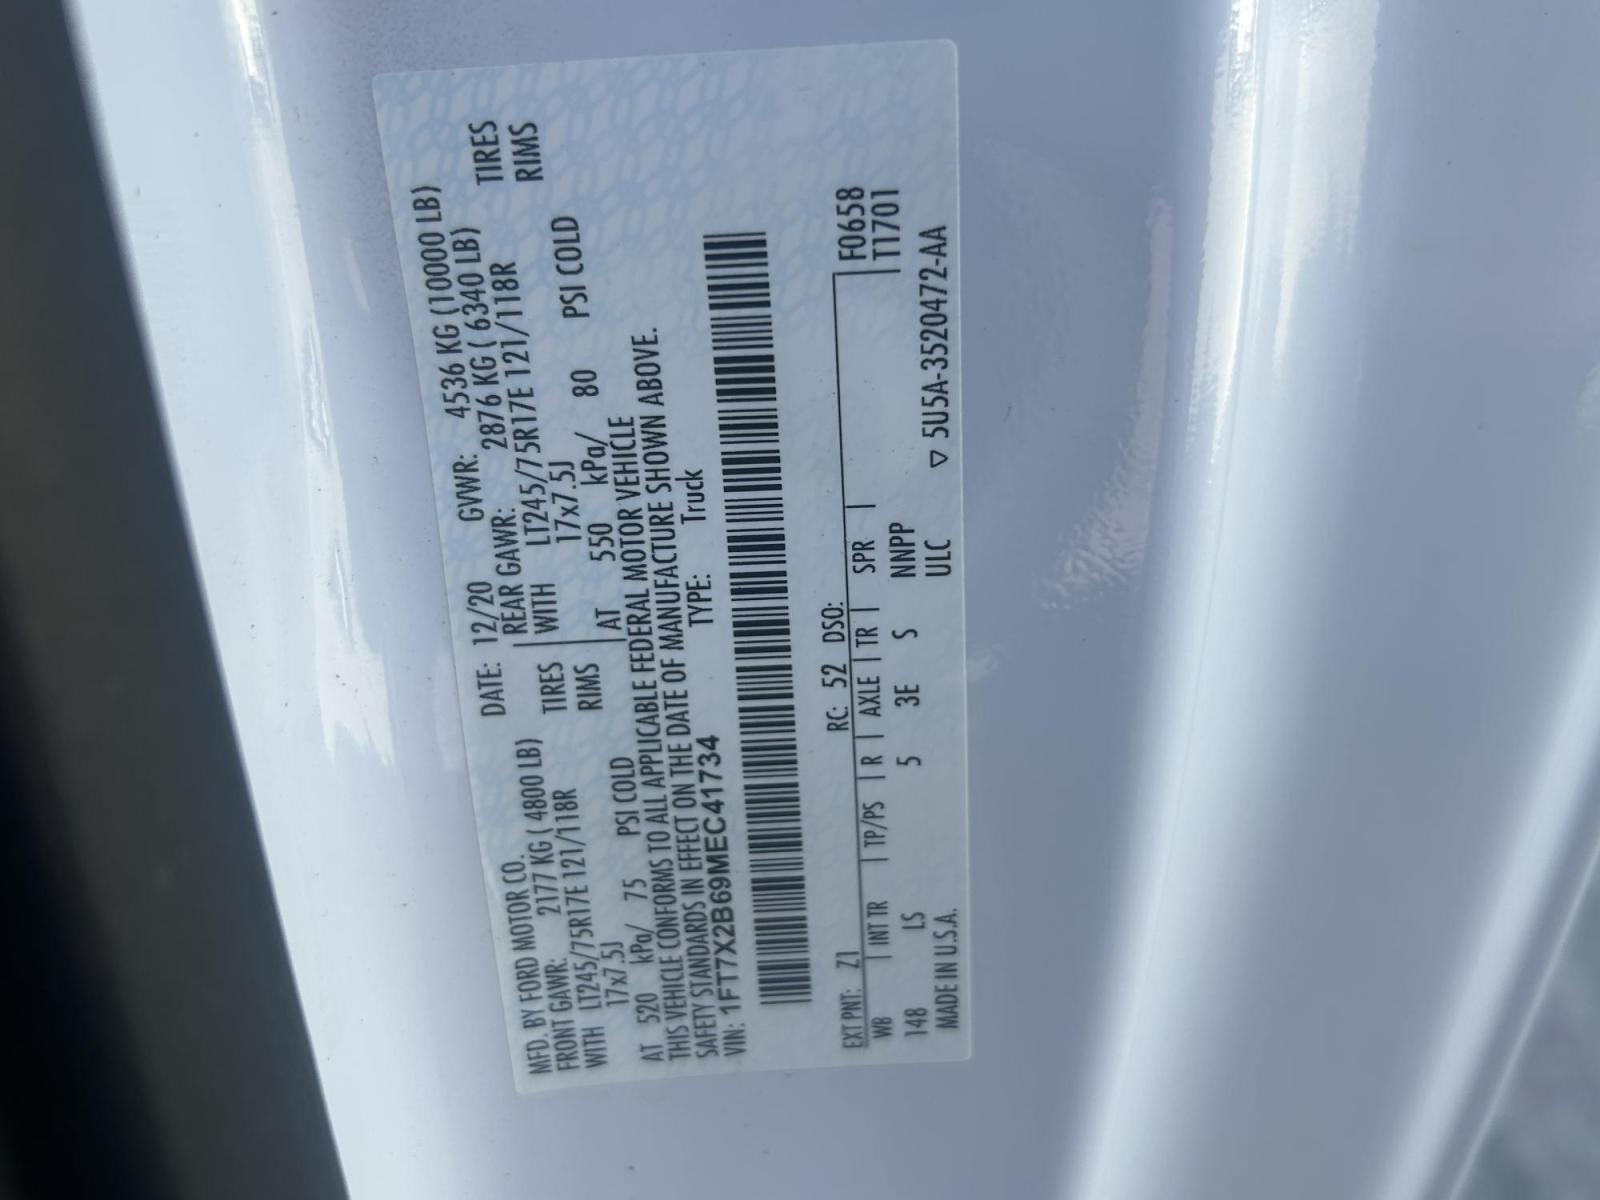 MFD. BY FORD MOTOR CO.
DATE: 12/20 GVWR: 4536 KG (10000 LB)
FRONT GAWR: 2177 KG ( 4800 LB) REAR GAWR: 2876 KG ( 6340 LB)
WITH LT245/75R17E 121/118R TIRES WITH LT245/75R17E 121/118R TIRES
17x7.5J RIMS 17x7.5J RIMS
AT 520 kPa/ 75 PSI COLD AT 550 kPa/ 80 PSI COLD
THIS VEHICLE CONFORMS TO ALL APPLICABLE FEDERAL MOTOR VEHICLE
SAFETY STANDARDS IN EFFECT ON THE DATE OF MANUFACTURE SHOWN ABOVE.
VIN: 1FT7X2B69MEC41734 TYPE: Truck
EXT PNT: Z1 RC: 52 DSO: F0658
WB INT TR TP/PS R AXLE TR SPR T1701
148 LS 5 3E S NNPP
MADE IN U.S.A. ULC ▽ 5U5A-3520472-AA